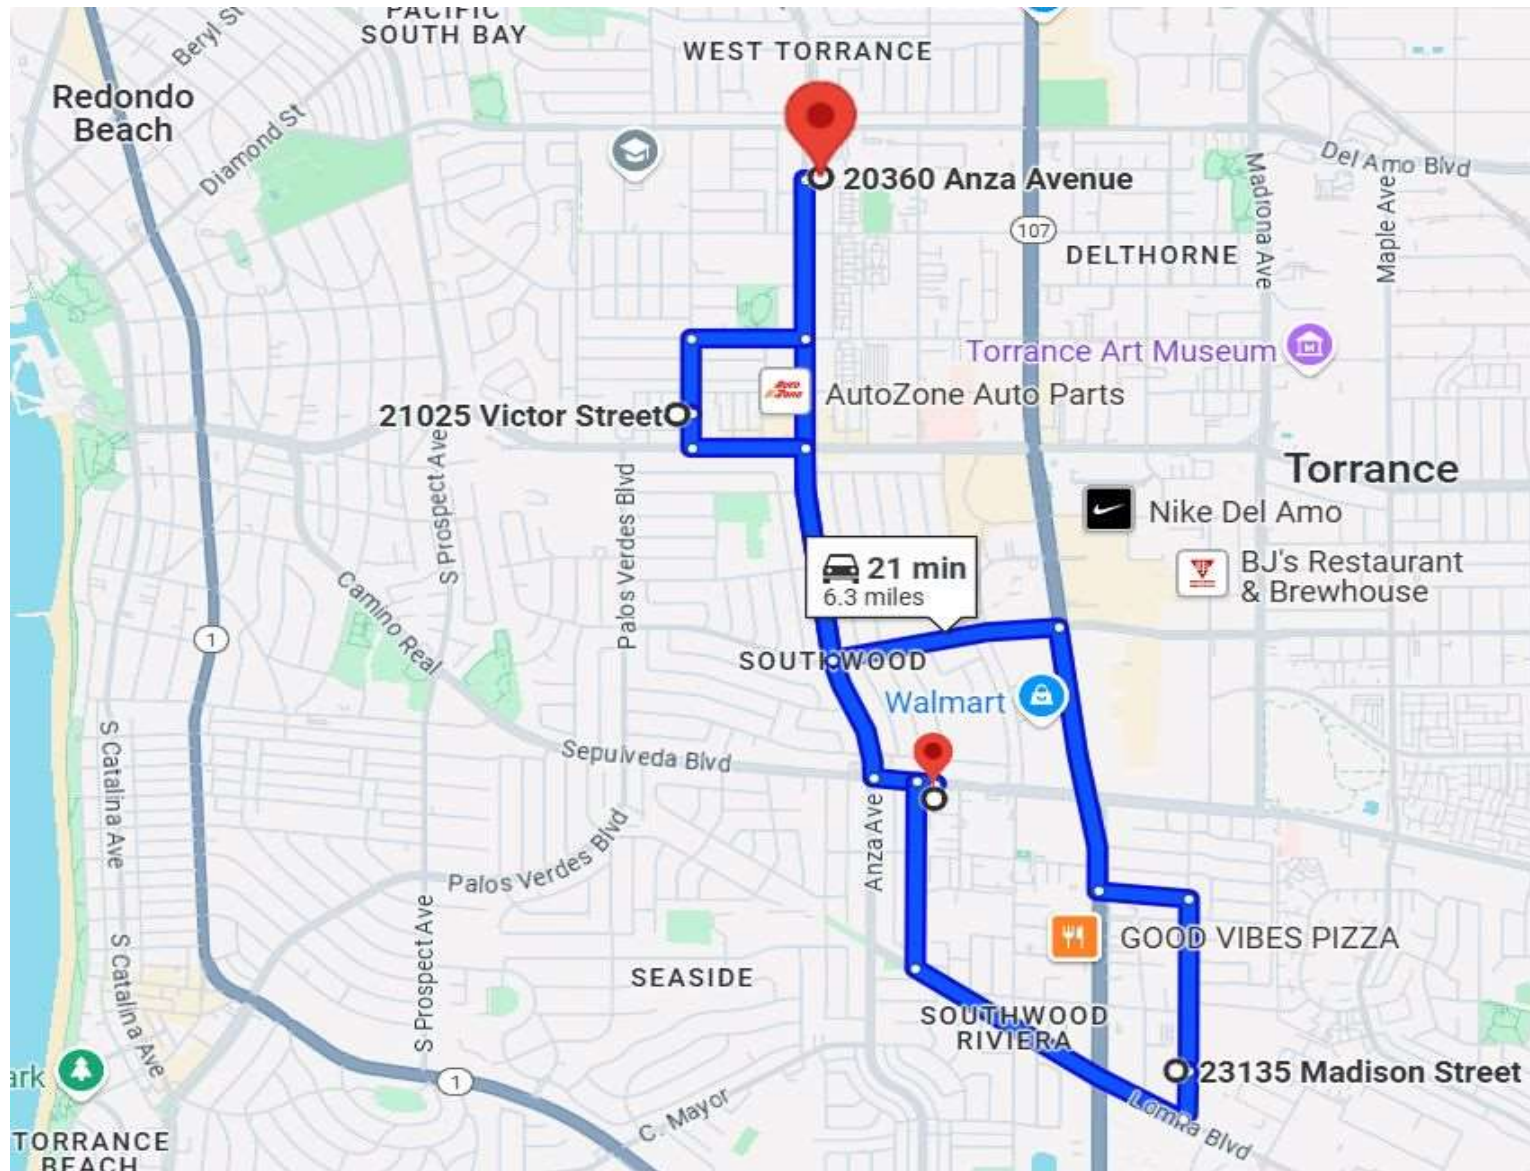 PACIFIC
SOUTH BAY
WEST TORRANCE
Beryl St
Redondo
Beach
Diamond St
Del Amo Blvd
20360 Anza Avenue
Madrona Ave
Maple Ave
107
DELTHORNE
Torrance Art Museum
AutoZone Auto Parts
Auto
Zone
21025 Victor Street
S Prospect Ave
Palos Verdes Blvd
Torrance
Nike Del Amo
BJ's Restaurant
& Brewhouse
21 min
6.3 miles
Camino Real
1
SOUTHWOOD
Walmart
S Catalina Ave
Sepulveda Blvd
Anza Ave
Palos Verdes Blvd
S Prospect Ave
GOOD VIBES PIZZA
S Catalina Ave
SEASIDE
SOUTHWOOD
RIVIERA
ark
1
23135 Madison Street
Lomita Blvd
C. Mayor
TORRANCE
BEACH